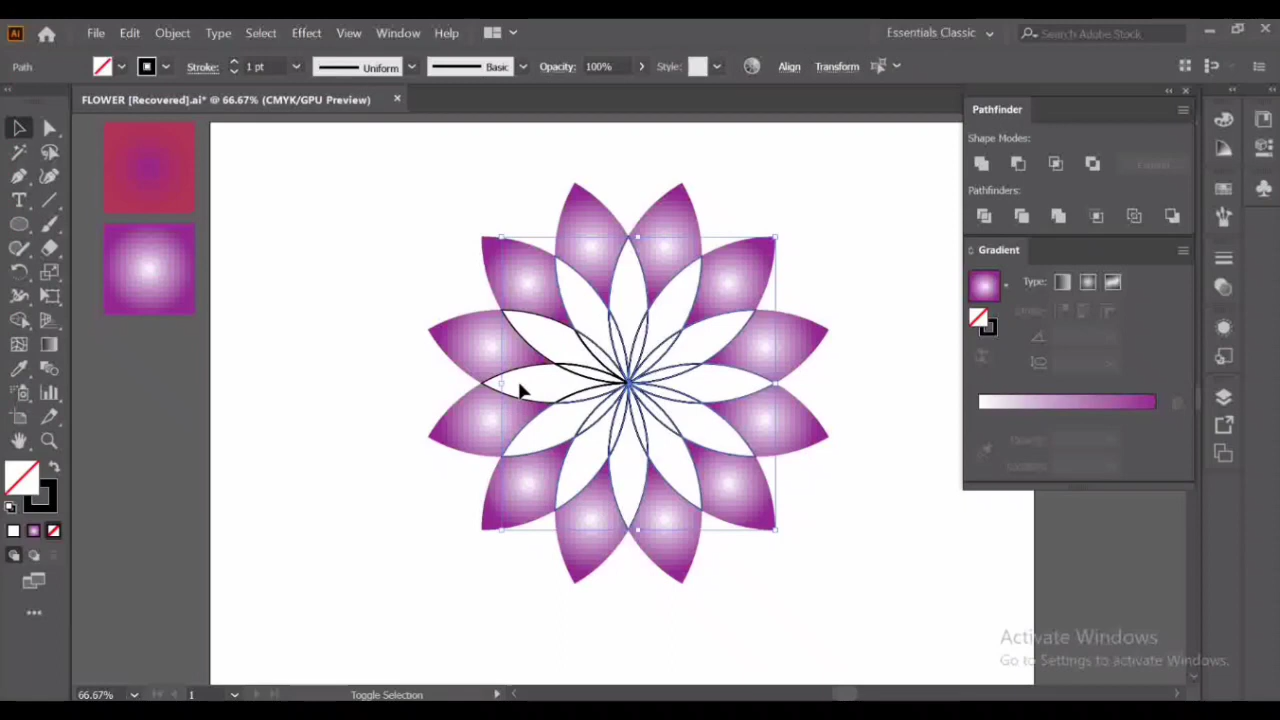 Ai File Edit Object Type Select Effect View Window Help Essentials Classic Search Adobe Stock
Path Stroke: 1 pt Uniform Basic Opacity: 100% Style: Align Transform
FLOWER [Recovered].ai* @ 66.67% (CMYK/GPU Preview)
Pathfinder
Shape Modes:
Expand
Pathfinders:
Gradient
Type:
Activate Windows
Go to Settings to activate Windows.
66.67% 1 Toggle Selection